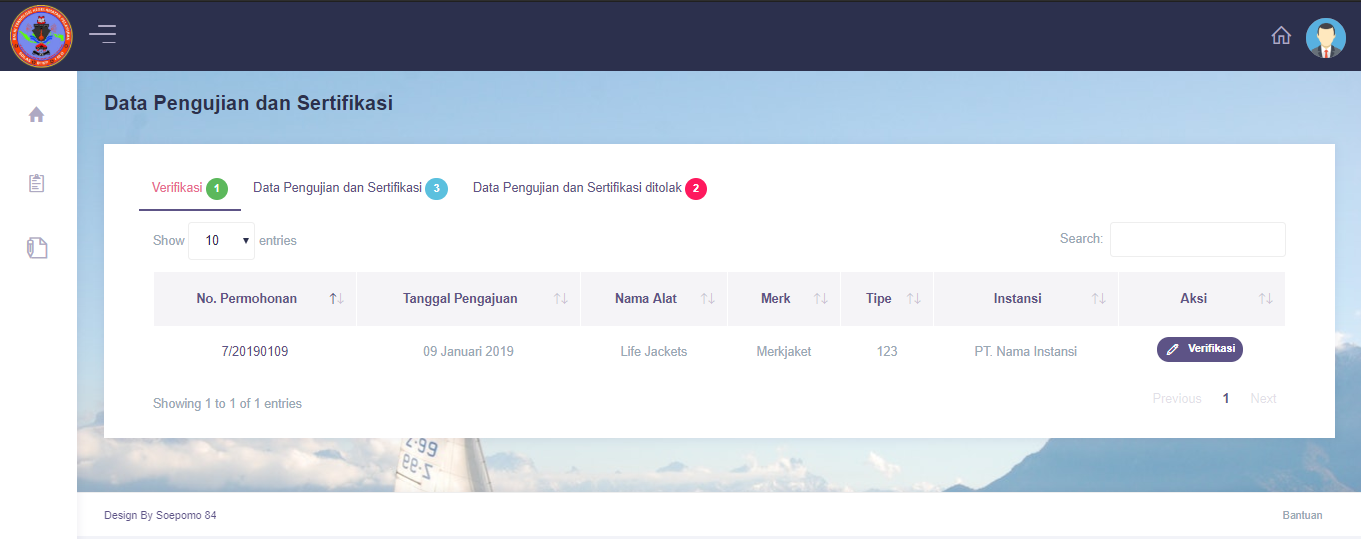 Data Pengujian dan Sertifikasi
Verifikasi 1 Data Pengujian dan Sertifikasi 3 Data Pengujian dan Sertifikasi ditolak 2
Show 10 entries Search:
No. Permohonan Tanggal Pengajuan Nama Alat Merk Tipe Instansi Aksi
7/20190109 09 Januari 2019 Life Jackets Merkjaket 123 PT. Nama Instansi Verifikasi
Showing 1 to 1 of 1 entries Previous 1 Next
Design By Soepomo 84 Bantuan